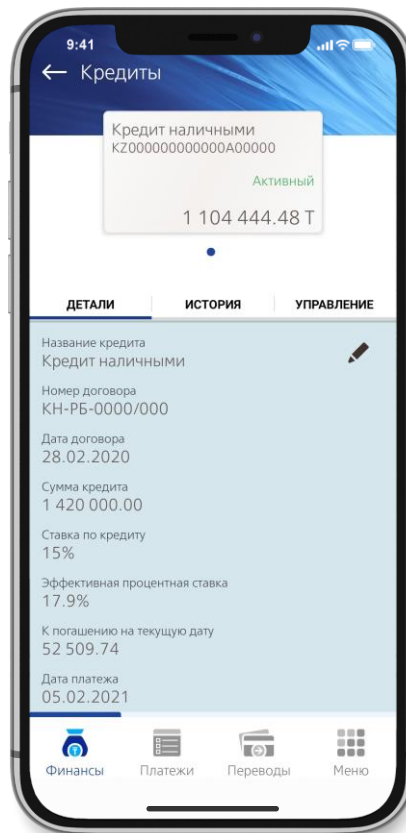 9:41
← Кредиты
Кредит наличными
KZ000000000000A00000
Активный
1 104 444.48 T
ДЕТАЛИ
ИСТОРИЯ
УПРАВЛЕНИЕ
Название кредита
Кредит наличными
Номер договора
КН-РБ-0000/000
Дата договора
28.02.2020
Сумма кредита
1 420 000.00
Ставка по кредиту
15%
Эффективная процентная ставка
17.9%
К погашению на текущую дату
52 509.74
Дата платежа
05.02.2021
Финансы
Платежи
Переводы
Меню